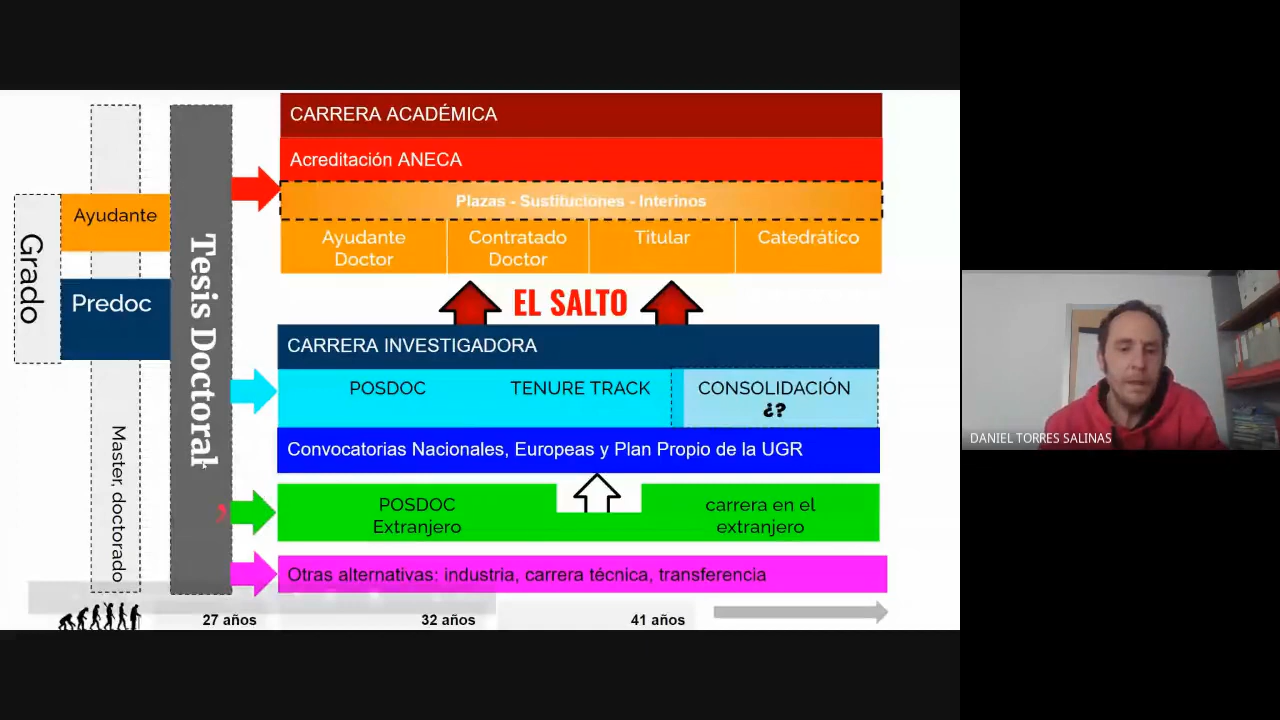 CARRERA ACADÉMICA
Acreditación ANECA
Plazas - Sustituciones - Interinos
Ayudante
Doctor
Contratado
Doctor
Titular
Catedrático
Grado
Ayudante
Predoc
Master, doctorado
Tesis Doctoral
EL SALTO
CARRERA INVESTIGADORA
POSDOC
TENURE TRACK
CONSOLIDACIÓN
¿?
Convocatorias Nacionales, Europeas y Plan Propio de la UGR
POSDOC
Extranjero
carrera en el
extranjero
Otras alternativas: industria, carrera técnica, transferencia
27 años
32 años
41 años
DANIEL TORRES SALINAS